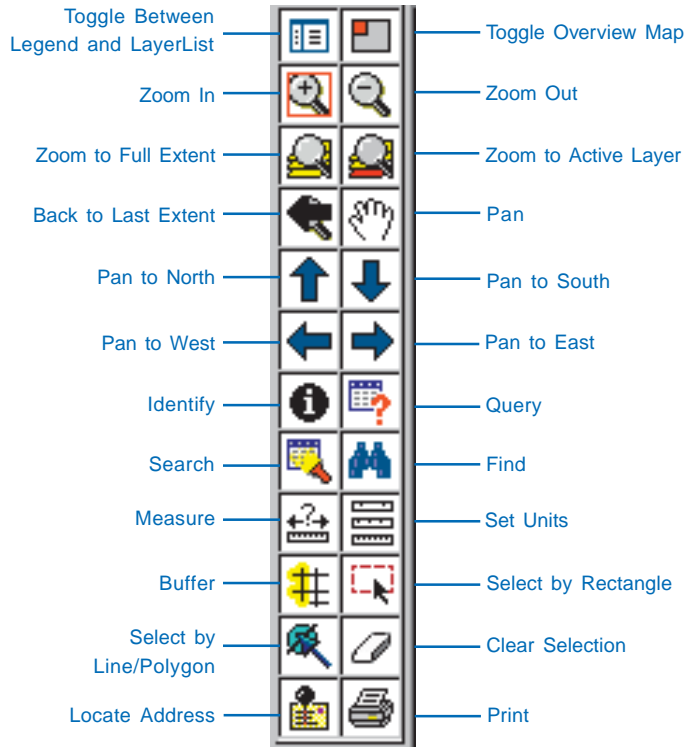 Toggle Between
Legend and LayerList
Toggle Overview Map
Zoom In
Zoom Out
Zoom to Full Extent
Zoom to Active Layer
Back to Last Extent
Pan
Pan to North
Pan to South
Pan to West
Pan to East
Identify
Query
Search
Find
Measure
Set Units
Buffer
Select by Rectangle
Select by
Line/Polygon
Clear Selection
Locate Address
Print